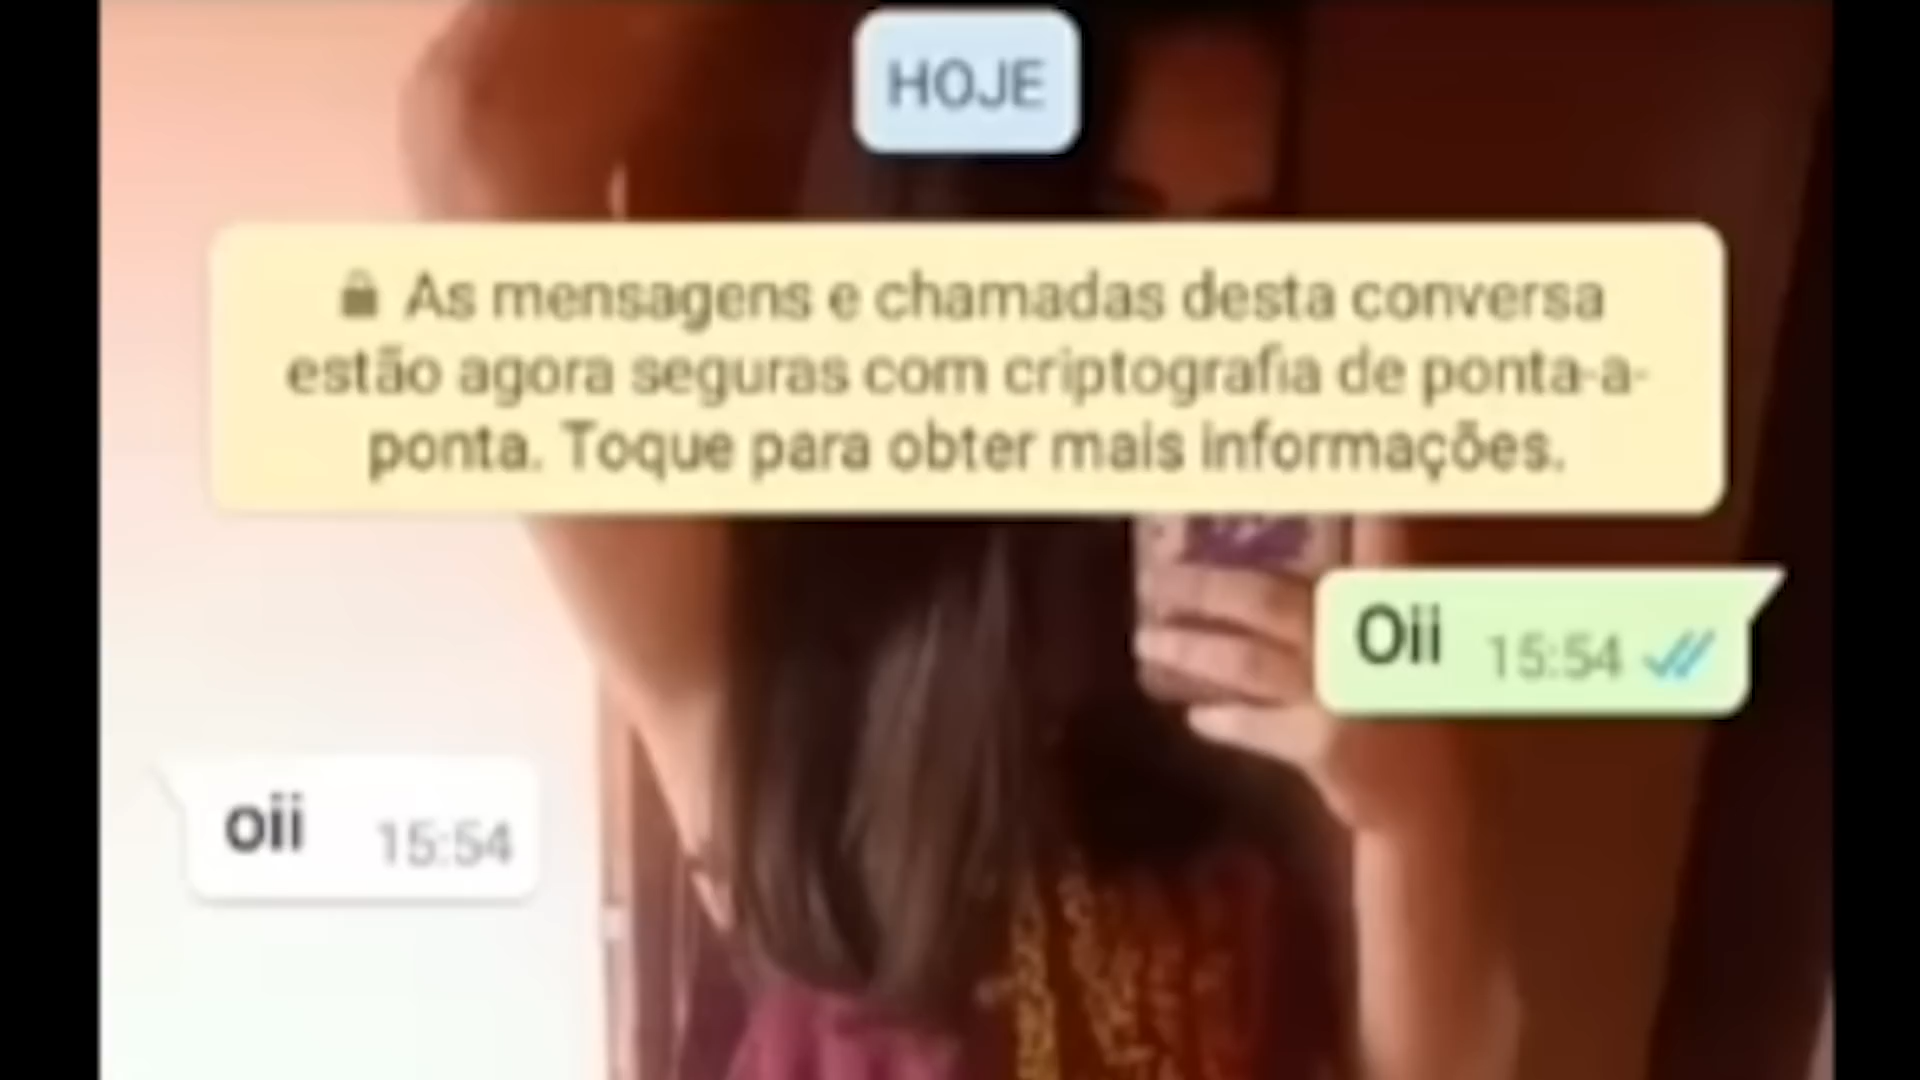 HOJE
As mensagens e chamadas desta conversa
estão agora seguras com criptografia de ponta-a-
ponta. Toque para obter mais informações.
Oii 15:54
oii 15:54